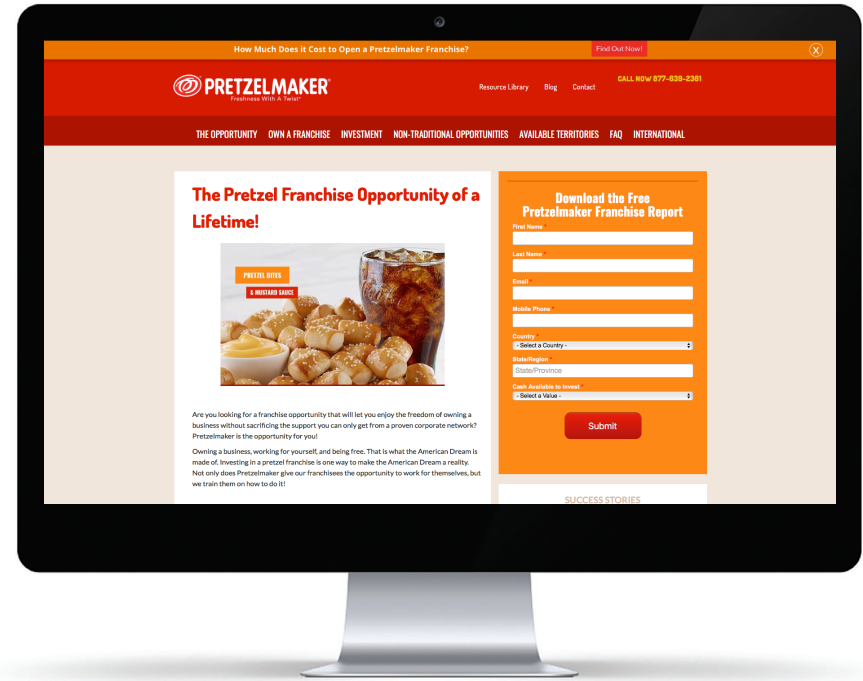 How Much Does it Cost to Open a Pretzelmaker Franchise?
Find Out Now!
X
PRETZELMAKER®
Freshness With A Twist®
Resource Library Blog Contact
CALL NOW 877-639-2361
THE OPPORTUNITY OWN A FRANCHISE INVESTMENT NON-TRADITIONAL OPPORTUNITIES AVAILABLE TERRITORIES FAQ INTERNATIONAL
The Pretzel Franchise Opportunity of a
Lifetime!
PRETZEL BITES
& MUSTARD SAUCE
Are you looking for a franchise opportunity that will let you enjoy the freedom of owning a
business without sacrificing the support you can only get from a proven corporate network?
Pretzelmaker is the opportunity for you!
Owning a business, working for yourself, and being free. That is what the American Dream is
made of. Investing in a pretzel franchise is one way to make the American Dream a reality.
Not only does Pretzelmaker give our franchisees the opportunity to work for themselves, but
we train them on how to do it!
Download the Free
Pretzelmaker Franchise Report
First Name *
Last Name *
Email *
Mobile Phone *
Country *
- Select a Country -
State/Region *
State/Province
Cash Available to Invest *
- Select a Value -
Submit
SUCCESS STORIES